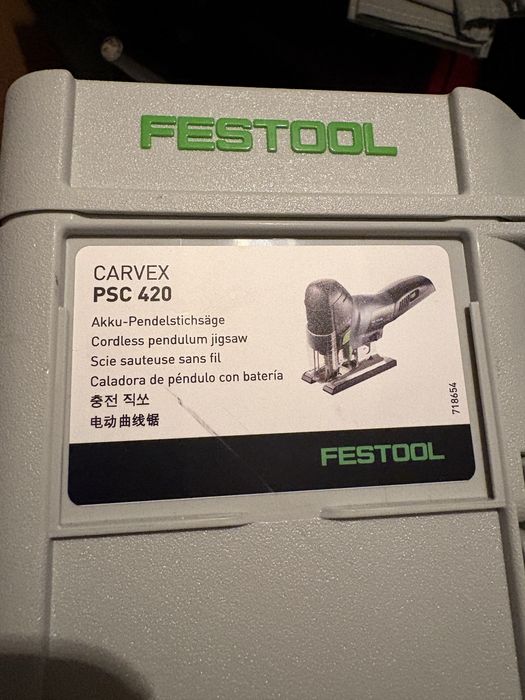 FESTOOL
CARVEX
PSC 420
Akku-Pendelstichsäge
Cordless pendulum jigsaw
Scie sauteuse sans fil
Caladora de péndulo con batería
충전 직쏘
电动曲线锯
718654
FESTOOL